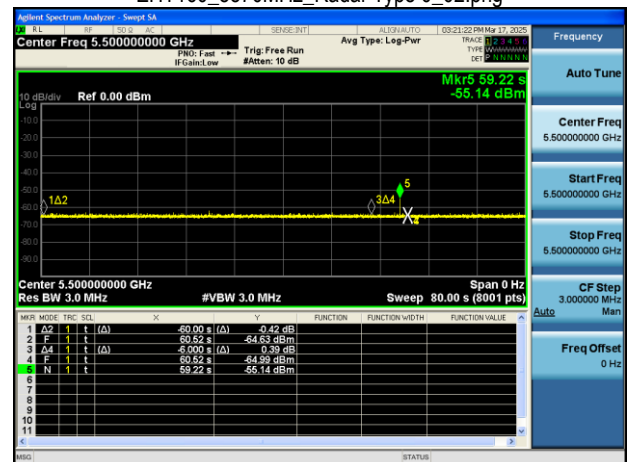 Agilent Spectrum Analyzer - Swept SA
RL RF 50 Ω AC SENSE:INT ALIGNAUTO 03:21:22 PM Mar 17, 2025
Center Freq 5.500000000 GHz
PNO: Fast
IFGain:Low
Trig: Free Run
#Atten: 10 dB
Avg Type: Log-Pwr
TRACE 1 2 3 4 5 6
TYPE WWWWWW
DET P N N N N N
Mkr5 59.22 s
-55.14 dBm
10 dB/div Ref 0.00 dBm
Log
-10.0
-20.0
-30.0
-40.0
-50.0
-60.0
-70.0
-80.0
-90.0
1Δ2
3Δ4
5
4
Center 5.500000000 GHz Span 0 Hz
Res BW 3.0 MHz #VBW 3.0 MHz Sweep 80.00 s (8001 pts)
MKR MODE TRC SCL X Y FUNCTION FUNCTION WIDTH FUNCTION VALUE
1 Δ2 1 t (Δ) -60.00 s (Δ) -0.42 dB
2 F 1 t 60.52 s -64.63 dBm
3 Δ4 1 t (Δ) -6.000 s (Δ) 0.39 dB
4 F 1 t 60.52 s -64.99 dBm
5 N 1 t 59.22 s -55.14 dBm
6
7
8
9
10
11
MSG STATUS
Frequency
Auto Tune
Center Freq
5.500000000 GHz
Start Freq
5.500000000 GHz
Stop Freq
5.500000000 GHz
CF Step
3.000000 MHz
Auto Man
Freq Offset
0 Hz